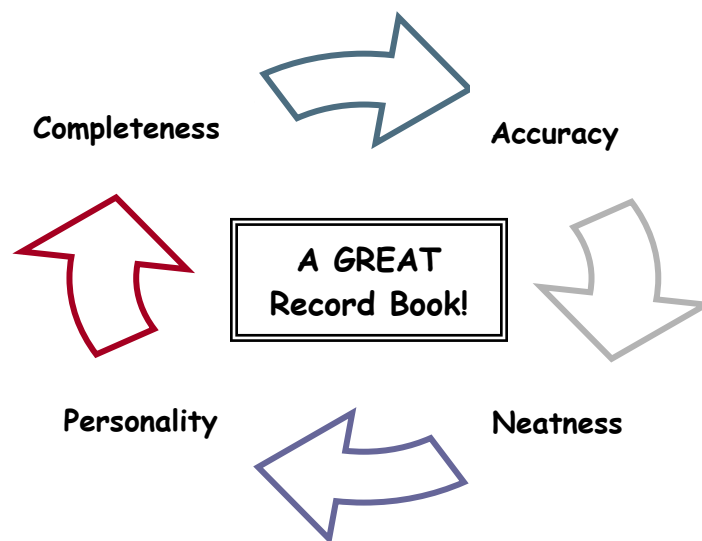 Completeness
Accuracy
A GREAT
Record Book!
Personality
Neatness